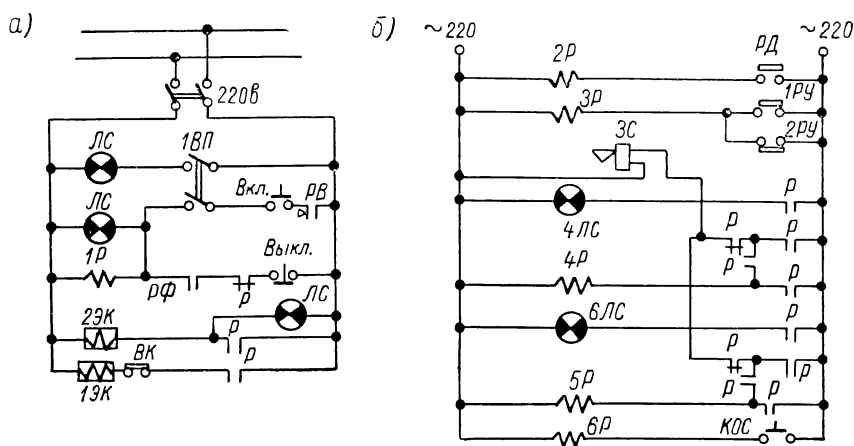 а)
220в
ЛС
1ВП
Вкл.
РВ
ЛС
Выкл.
1Р
РФ
Р
ЛС
2ЭК
Р
ВК
Р
1ЭК
б)
~220
~220
2Р
РД
3Р
1РУ
2РУ
ЗС
Р
4ЛС
Р
Р
Р
4Р
Р
6ЛС
Р
Р
Р
Р
5Р
Р
6Р
КОС